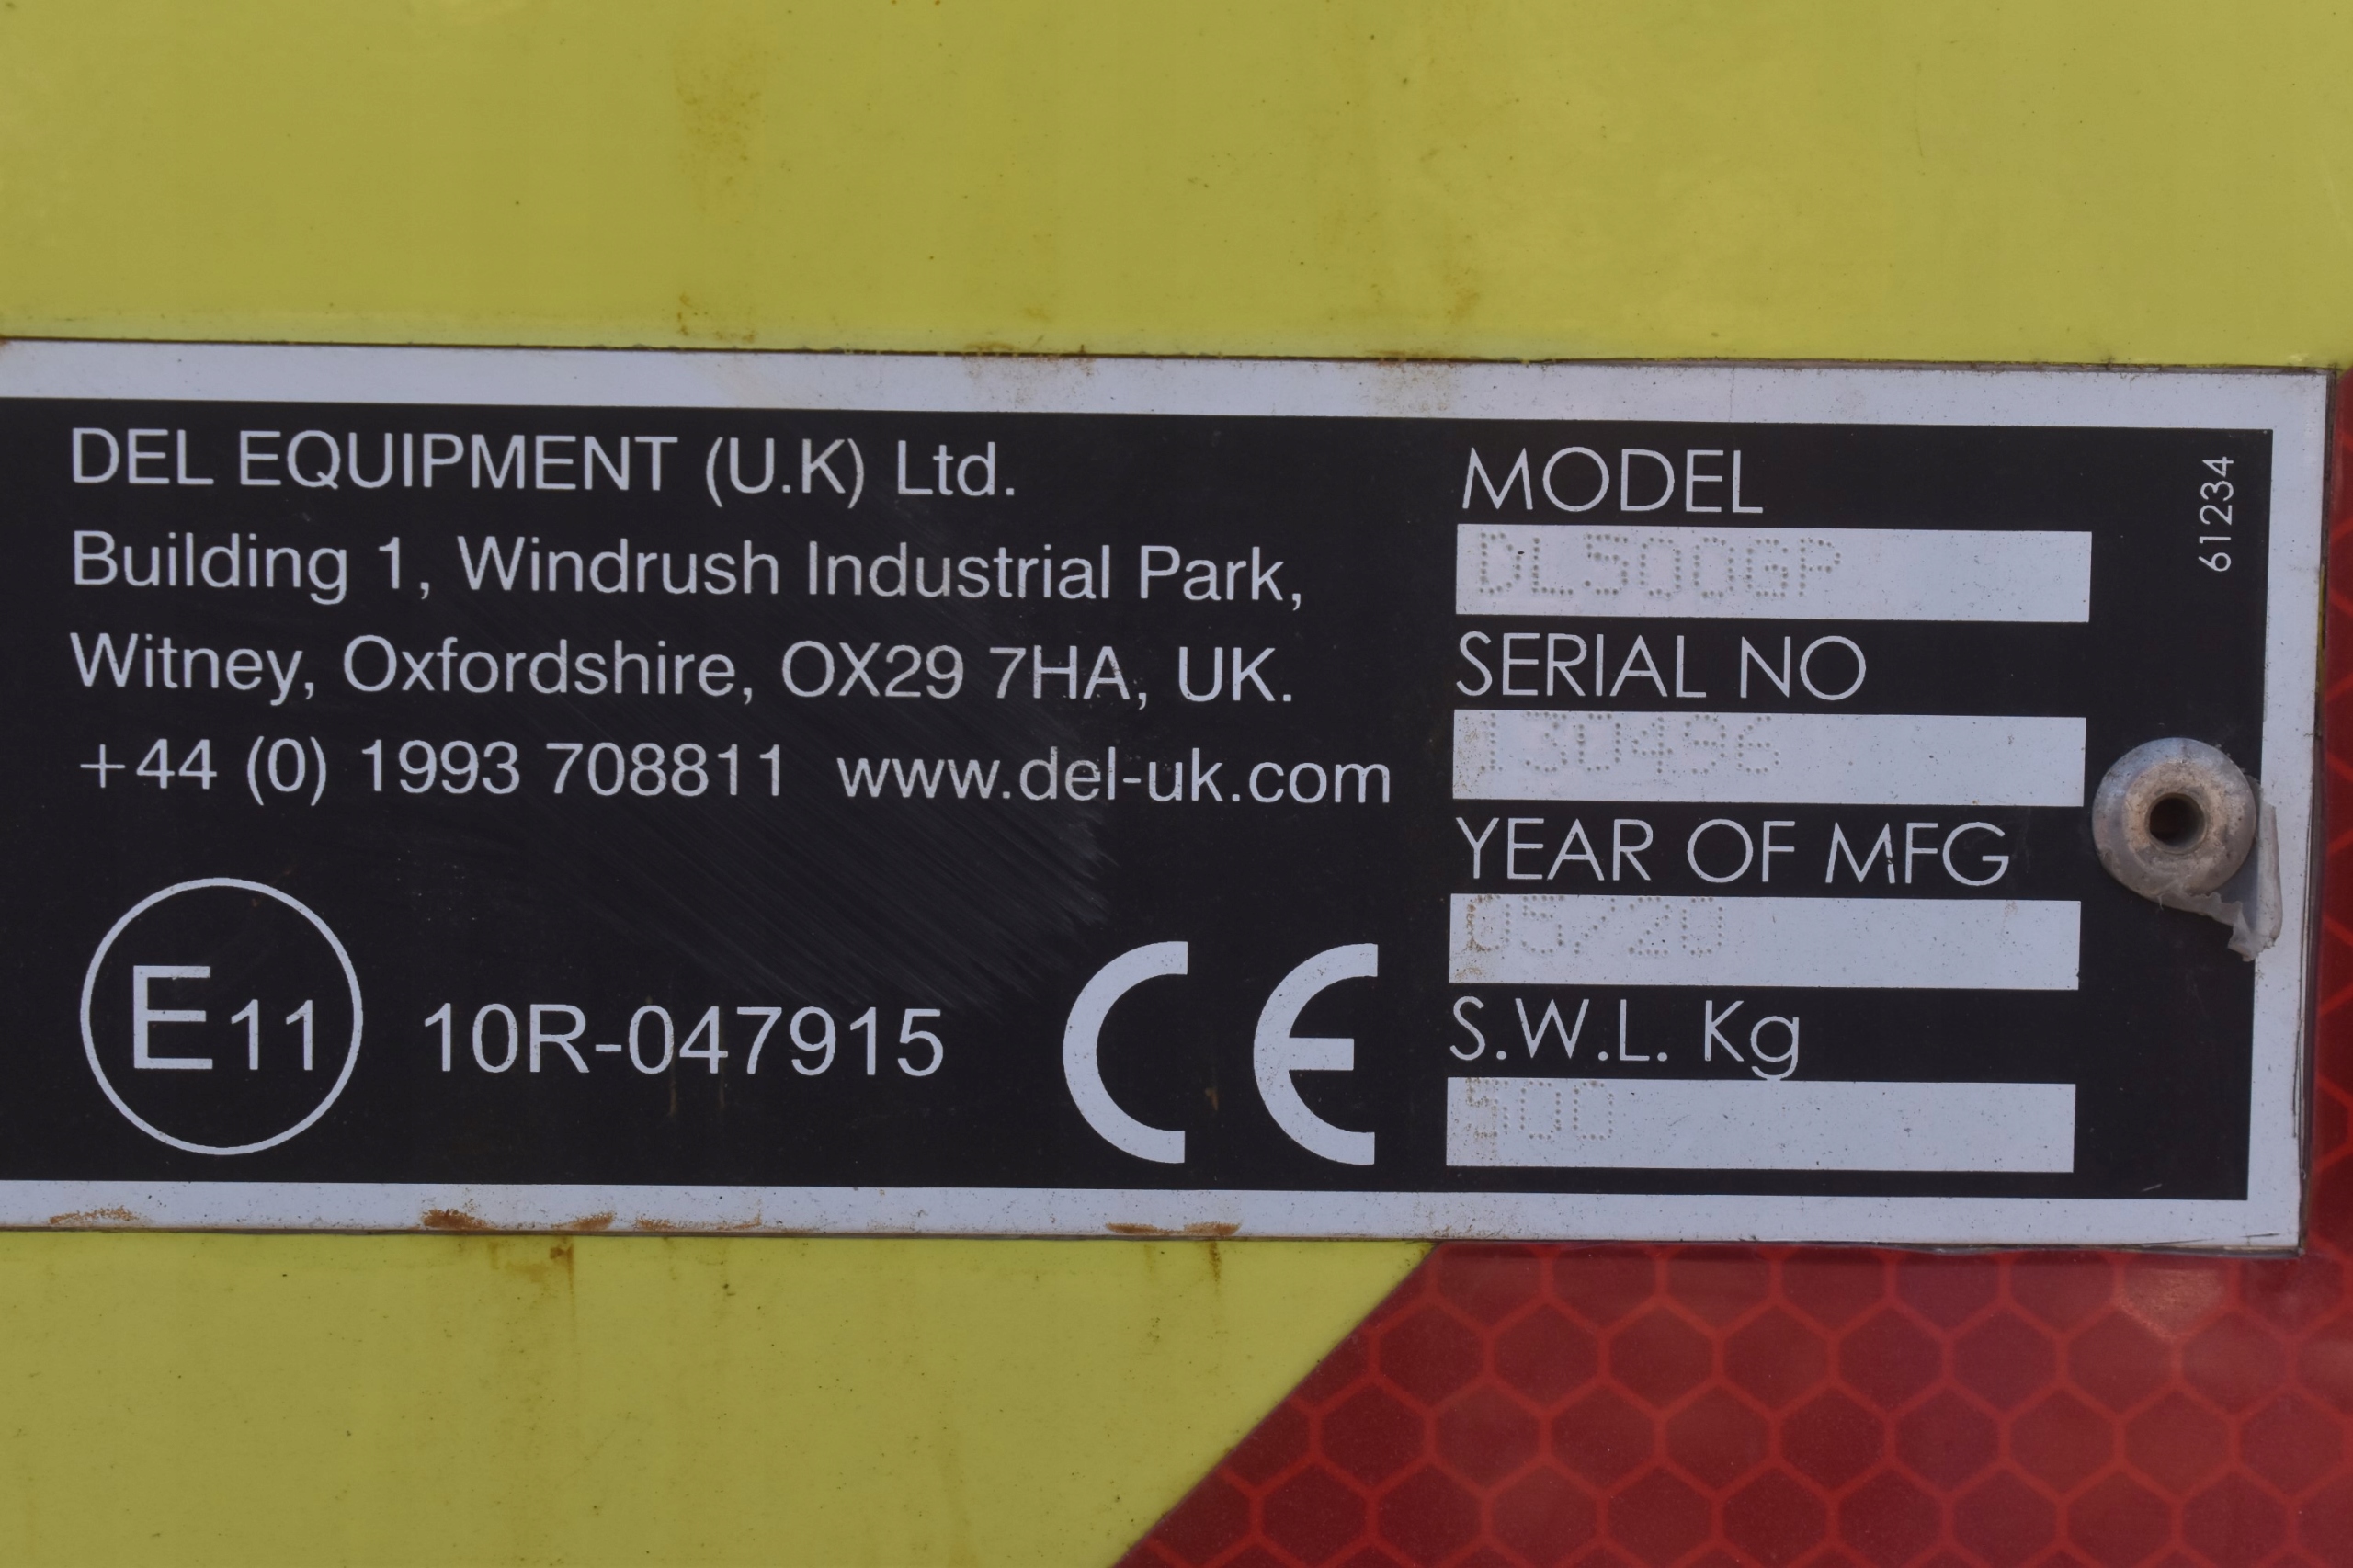 DEL EQUIPMENT (U.K) Ltd.
Building 1, Windrush Industrial Park,
Witney, Oxfordshire, OX29 7HA, UK.
+44 (0) 1993 708811 www.del-uk.com
E11 10R-047915 CE
MODEL
DL500GP
SERIAL NO
130496
YEAR OF MFG
05/20
S.W.L. Kg
500
61234